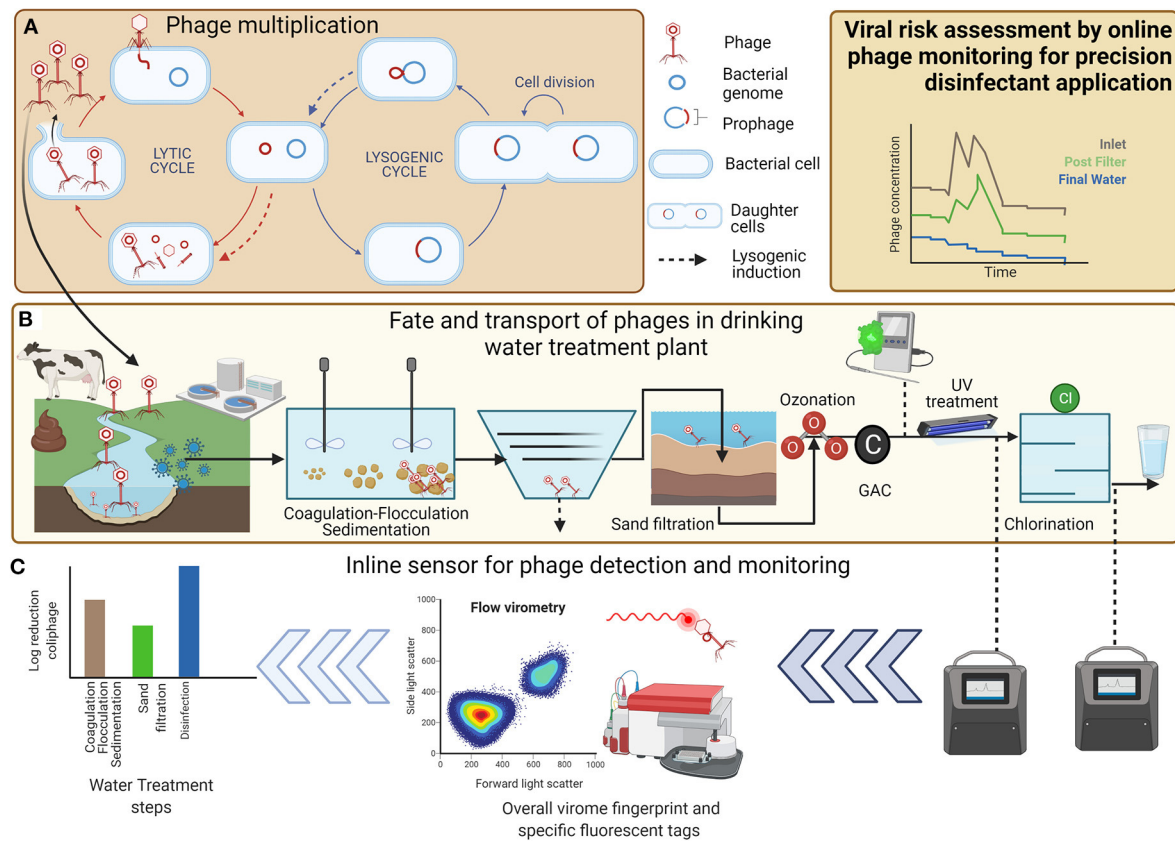 A
Phage multiplication
LYTIC
CYCLE
LYSOGENIC
CYCLE
Cell division
Phage
Bacterial
genome
Prophage
Bacterial cell
Daughter
cells
Lysogenic
induction
Viral risk assessment by online
phage monitoring for precision
disinfectant application
Phage concentration
Inlet
Post Filter
Final Water
Time
B
Fate and transport of phages in drinking
water treatment plant
Coagulation-Flocculation
Sedimentation
Sand filtration
Ozonation
O
O
O
C
GAC
UV
treatment
Cl
Chlorination
C
Inline sensor for phage detection and monitoring
Log reduction
coliphage
Coagulation
Flocculation
Sedimentation
Sand
filtration
Disinfection
Water Treatment
steps
Flow virometry
Side light scatter
1000
800
600
400
200
0
0 200 400 600 800 1000
Forward light scatter
Overall virome fingerprint and
specific fluorescent tags